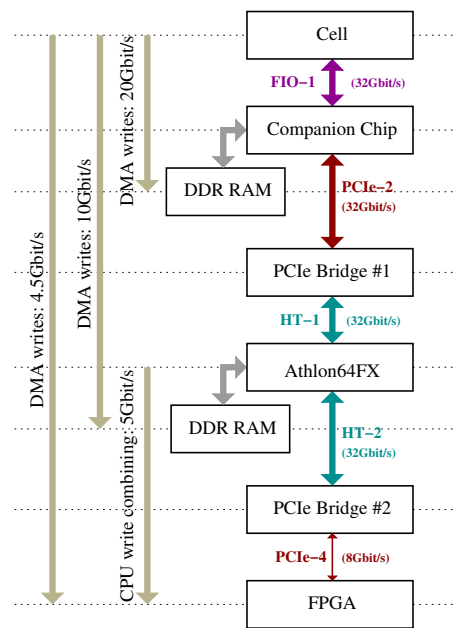 Cell
FIO−1 (32Gbit/s)
Companion Chip
DDR RAM
PCIe−2
(32Gbit/s)
PCIe Bridge #1
HT−1 (32Gbit/s)
Athlon64FX
DDR RAM
HT−2
(32Gbit/s)
PCIe Bridge #2
PCIe−4 (8Gbit/s)
FPGA
DMA writes: 4.5Gbit/s
DMA writes: 10Gbit/s
DMA writes: 20Gbit/s
CPU write combining: 5Gbit/s